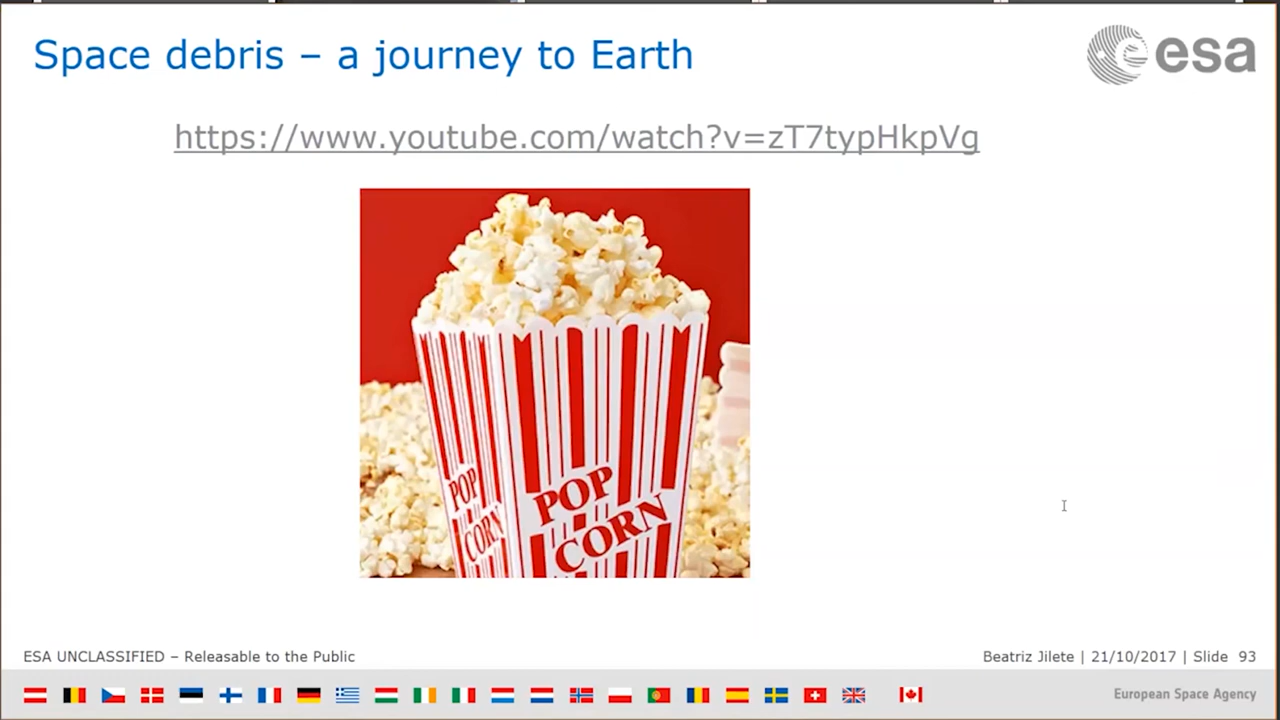 Space debris – a journey to Earth
esa
https://www.youtube.com/watch?v=zT7typHkpVg
POP
CORN
POP
CORN
ESA UNCLASSIFIED – Releasable to the Public
Beatriz Jilete | 21/10/2017 | Slide 93
European Space Agency